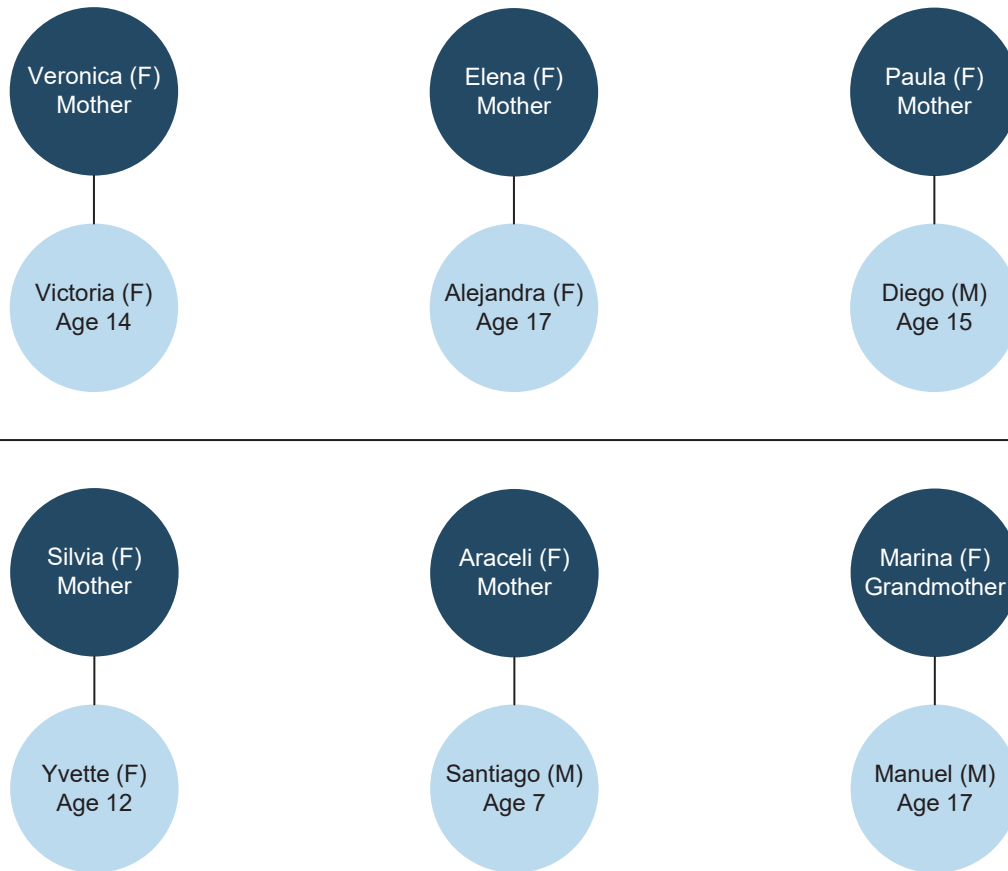 Veronica (F)
Mother
Elena (F)
Mother
Paula (F)
Mother
Victoria (F)
Age 14
Alejandra (F)
Age 17
Diego (M)
Age 15
Silvia (F)
Mother
Araceli (F)
Mother
Marina (F)
Grandmother
Yvette (F)
Age 12
Santiago (M)
Age 7
Manuel (M)
Age 17